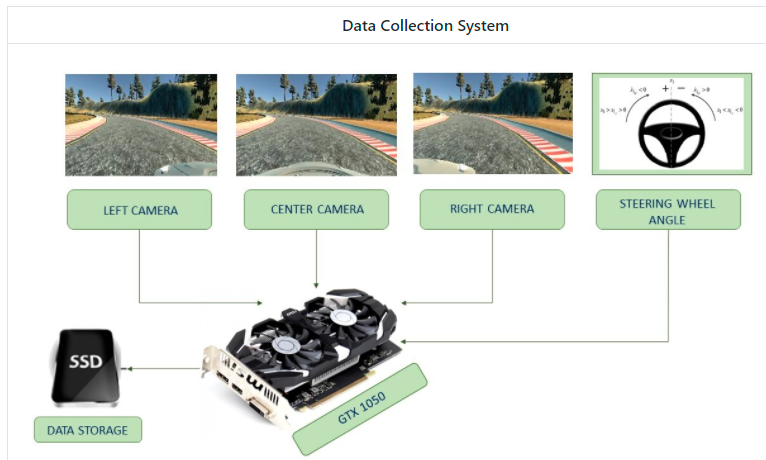 Data Collection System
LEFT CAMERA
CENTER CAMERA
RIGHT CAMERA
STEERING WHEEL
ANGLE
+ −
SSD
DATA STORAGE
GTX 1050